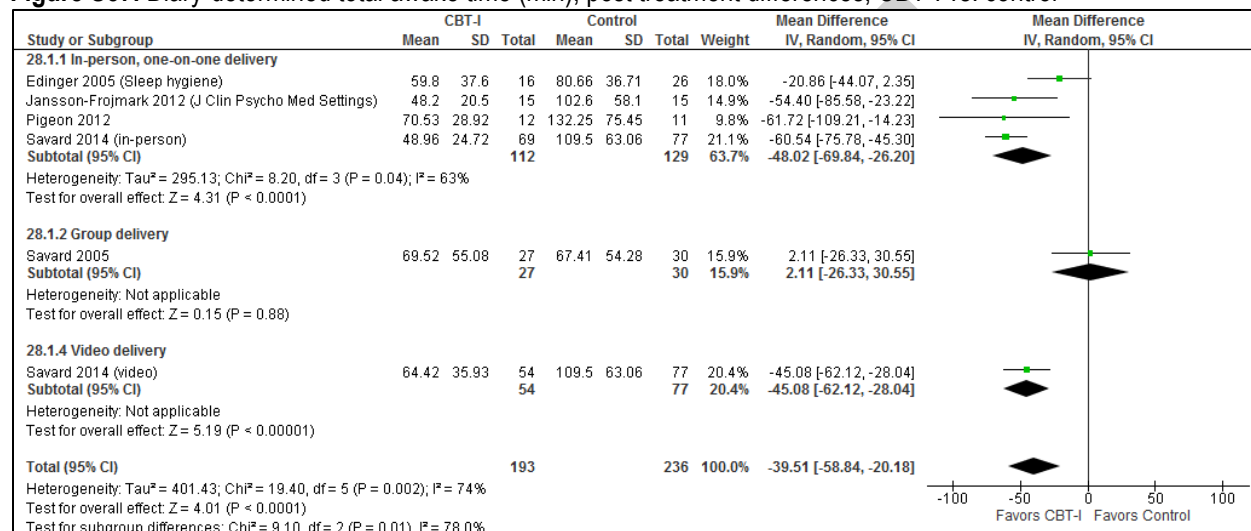 Figure Diary-determined total awake time (min), post treatment differences, CBT-I vs. control
CBT-I Control Mean Difference Mean Difference
Study or Subgroup Mean SD Total Mean SD Total Weight IV, Random, 95% CI IV, Random, 95% CI
28.1.1 In-person, one-on-one delivery
Edinger 2005 (Sleep hygiene) 59.8 37.6 16 80.66 36.71 26 18.0% -20.86 [-44.07, 2.35]
Jansson-Frojmark 2012 (J Clin Psycho Med Settings) 48.2 20.5 15 102.6 58.1 15 14.9% -54.40 [-85.58, -23.22]
Pigeon 2012 70.53 28.92 12 132.25 75.45 11 9.8% -61.72 [-109.21, -14.23]
Savard 2014 (in-person) 48.96 24.72 69 109.5 63.06 77 21.1% -60.54 [-75.78, -45.30]
Subtotal (95% CI) 112 129 63.7% -48.02 [-69.84, -26.20]
Heterogeneity: Tau² = 295.13; Chi² = 8.20, df = 3 (P = 0.04); I² = 63%
Test for overall effect: Z = 4.31 (P < 0.0001)
28.1.2 Group delivery
Savard 2005 69.52 55.08 27 67.41 54.28 30 15.9% 2.11 [-26.33, 30.55]
Subtotal (95% CI) 27 30 15.9% 2.11 [-26.33, 30.55]
Heterogeneity: Not applicable
Test for overall effect: Z = 0.15 (P = 0.88)
28.1.4 Video delivery
Savard 2014 (video) 64.42 35.93 54 109.5 63.06 77 20.4% -45.08 [-62.12, -28.04]
Subtotal (95% CI) 54 77 20.4% -45.08 [-62.12, -28.04]
Heterogeneity: Not applicable
Test for overall effect: Z = 5.19 (P < 0.00001)
Total (95% CI) 193 236 100.0% -39.51 [-58.84, -20.18]
Heterogeneity: Tau² = 401.43; Chi² = 19.40, df = 5 (P = 0.002); I² = 74%
Test for overall effect: Z = 4.01 (P < 0.0001)
Test for subgroup differences: Chi² = 9.10, df = 2 (P = 0.01), I² = 78.0%
-100 -50 0 50 100
Favors CBT-I Favors Control